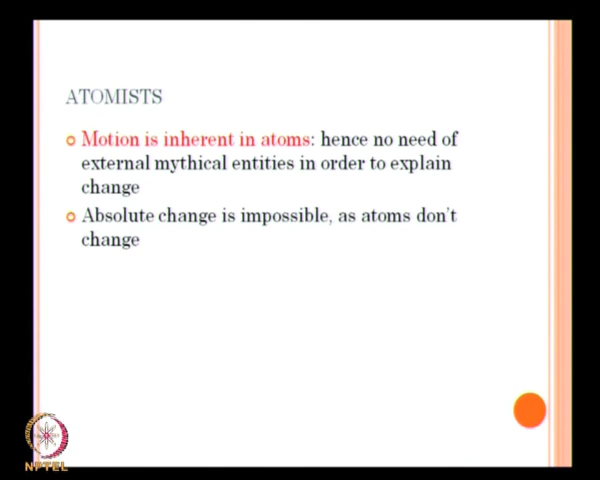 ATOMISTS
Motion is inherent in atoms: hence no need of
external mythical entities in order to explain
change
Absolute change is impossible, as atoms don't
change
NPTEL